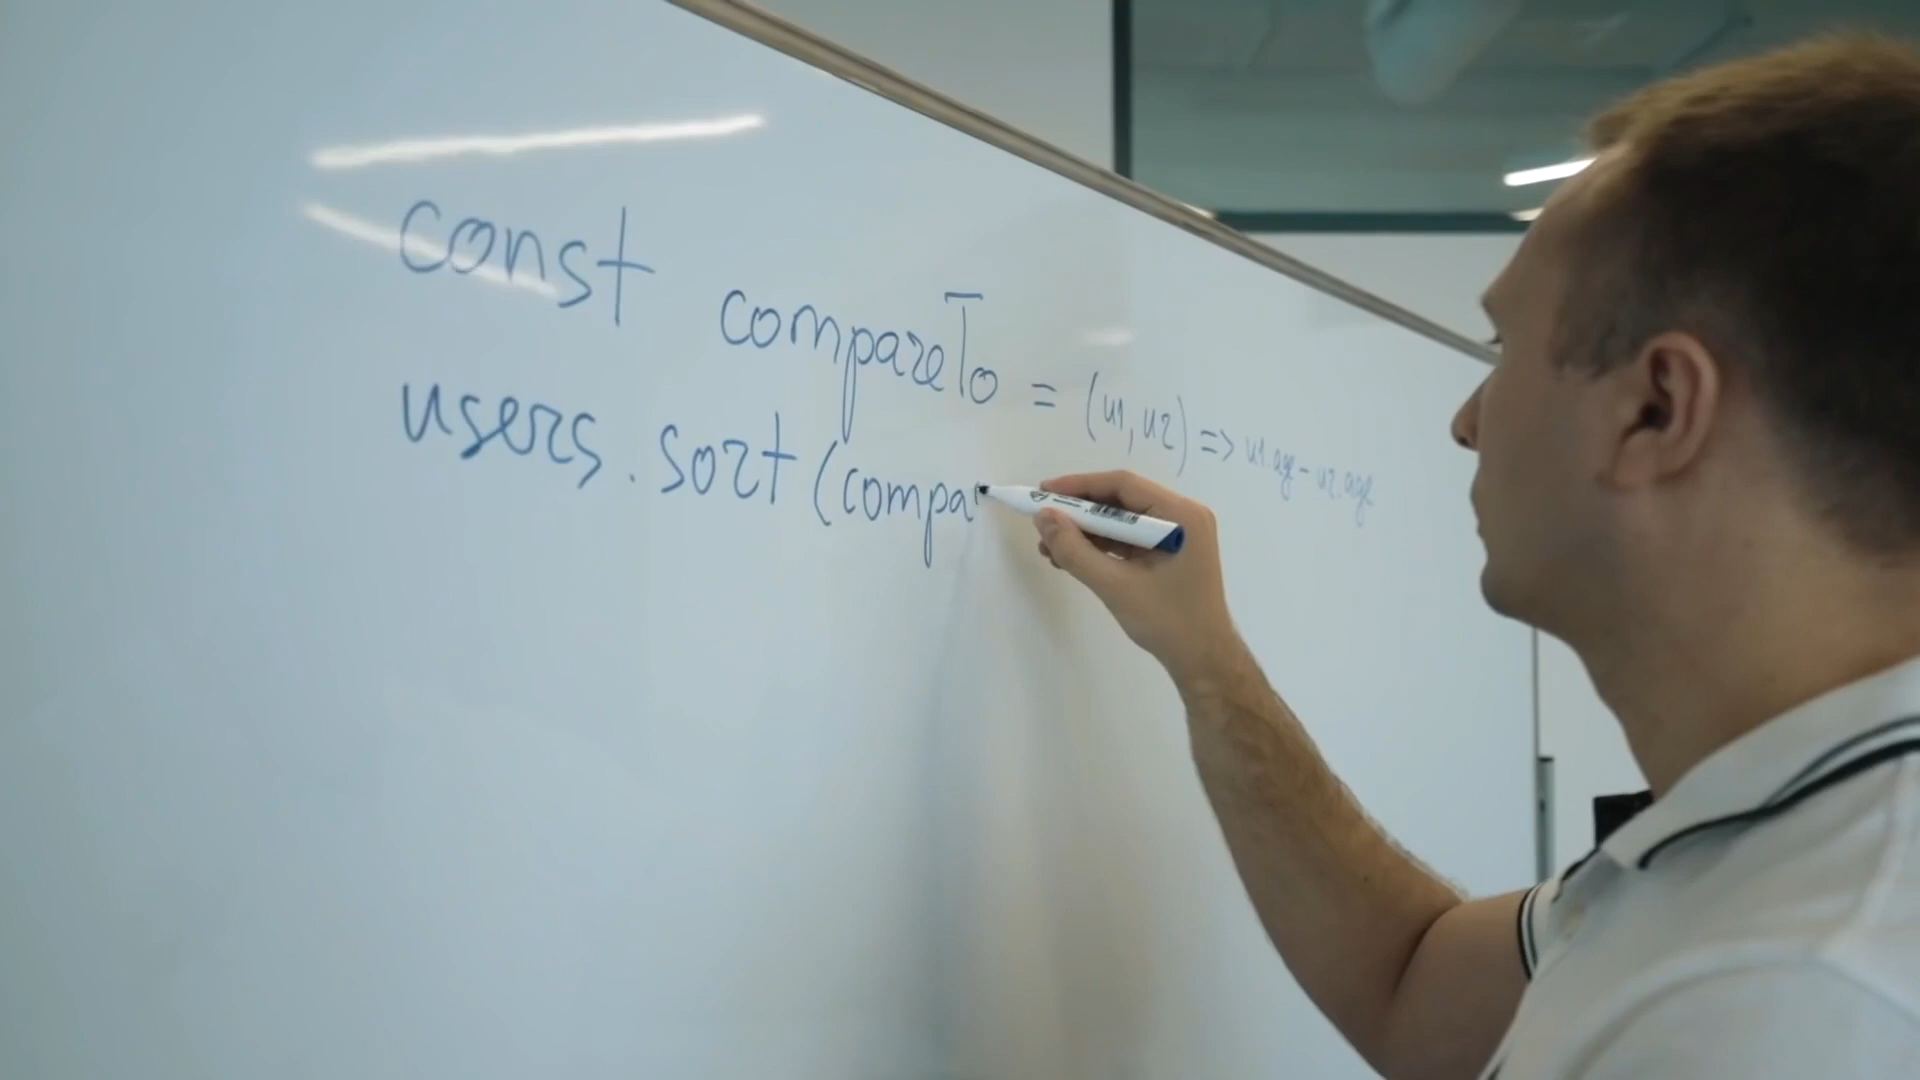 const compareTo = (u1, u2) => u1.age - u2.age
users.sort(compa